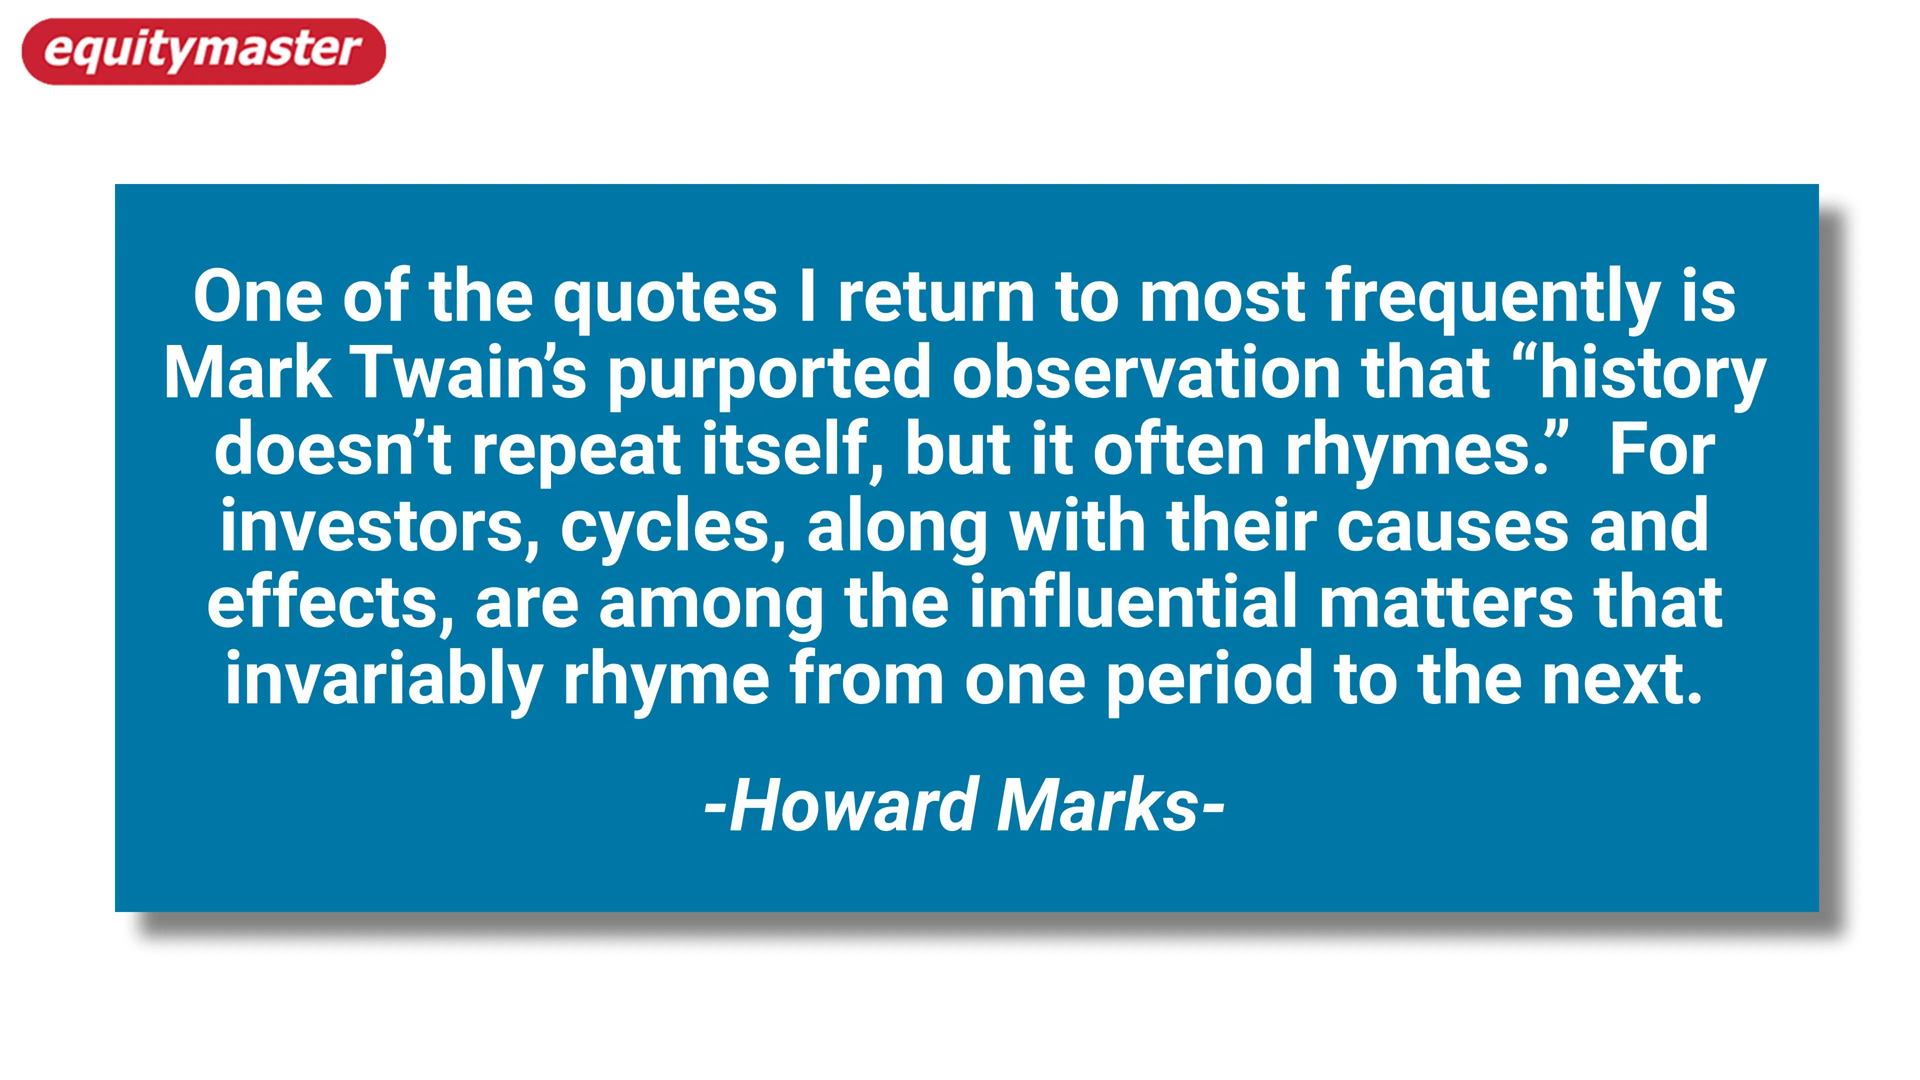 equitymaster
One of the quotes I return to most frequently is
Mark Twain’s purported observation that “history
doesn’t repeat itself, but it often rhymes.”  For
investors, cycles, along with their causes and
effects, are among the influential matters that
invariably rhyme from one period to the next.
-Howard Marks-